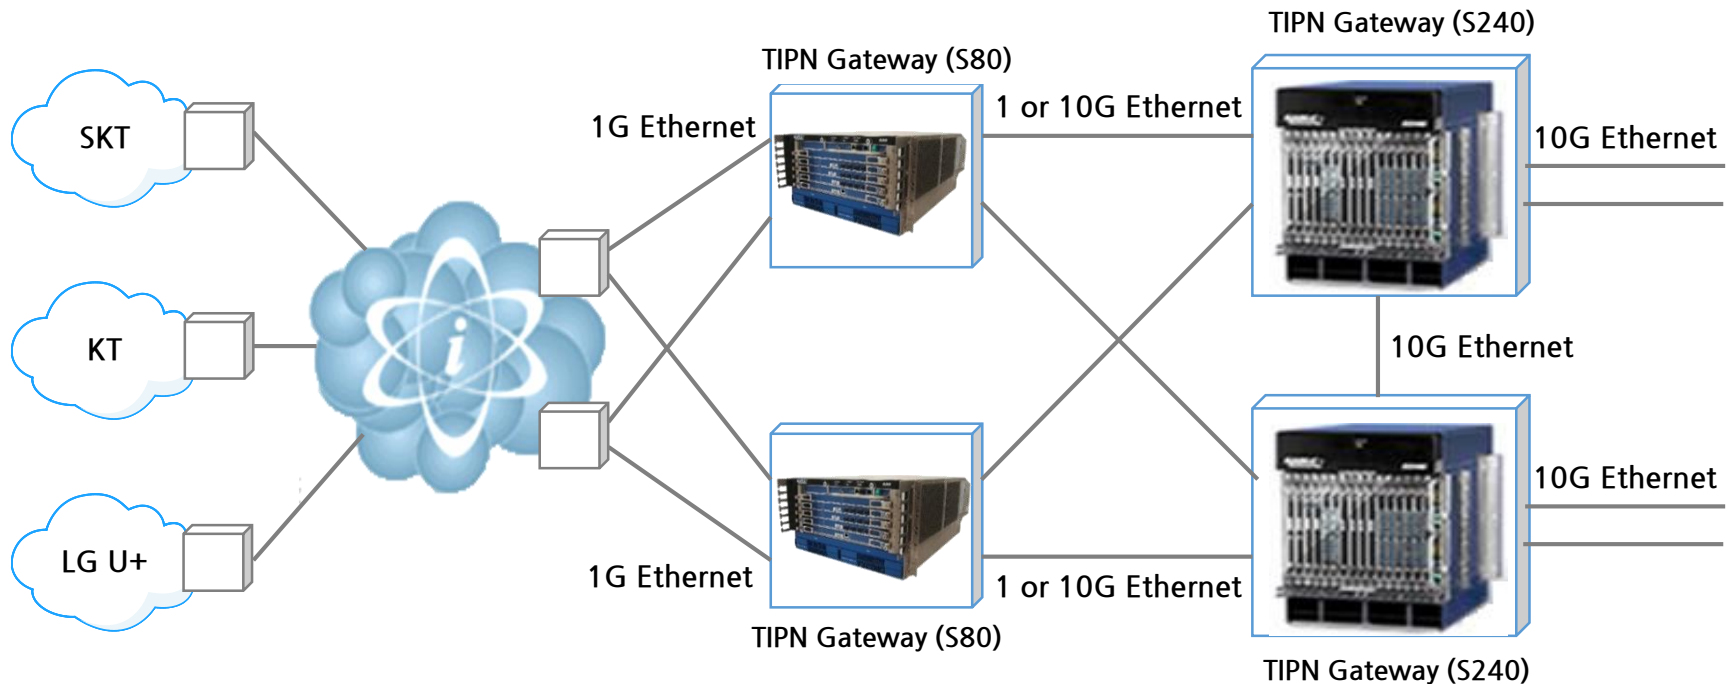 TIPN Gateway (S240)
TIPN Gateway (S80)
1 or 10G Ethernet
1G Ethernet
10G Ethernet
SKT
i
KT
10G Ethernet
10G Ethernet
LG U+
1G Ethernet
1 or 10G Ethernet
TIPN Gateway (S80)
TIPN Gateway (S240)